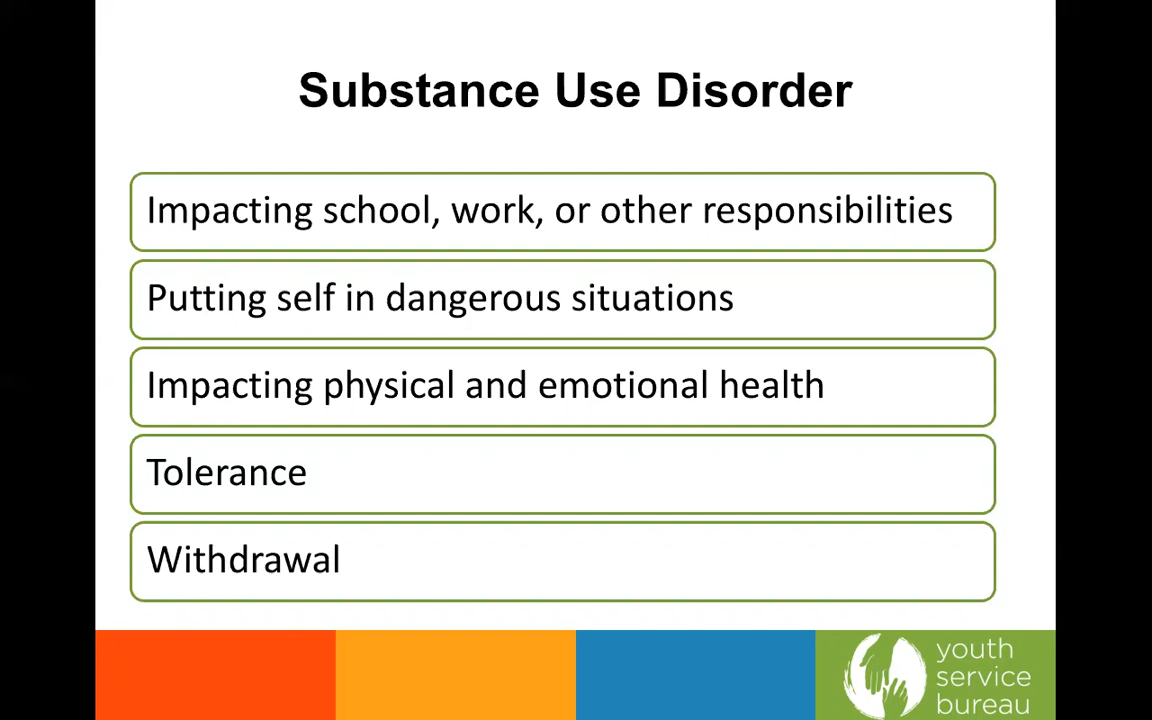 Substance Use Disorder
Impacting school, work, or other responsibilities
Putting self in dangerous situations
Impacting physical and emotional health
Tolerance
Withdrawal
youth
service
bureau